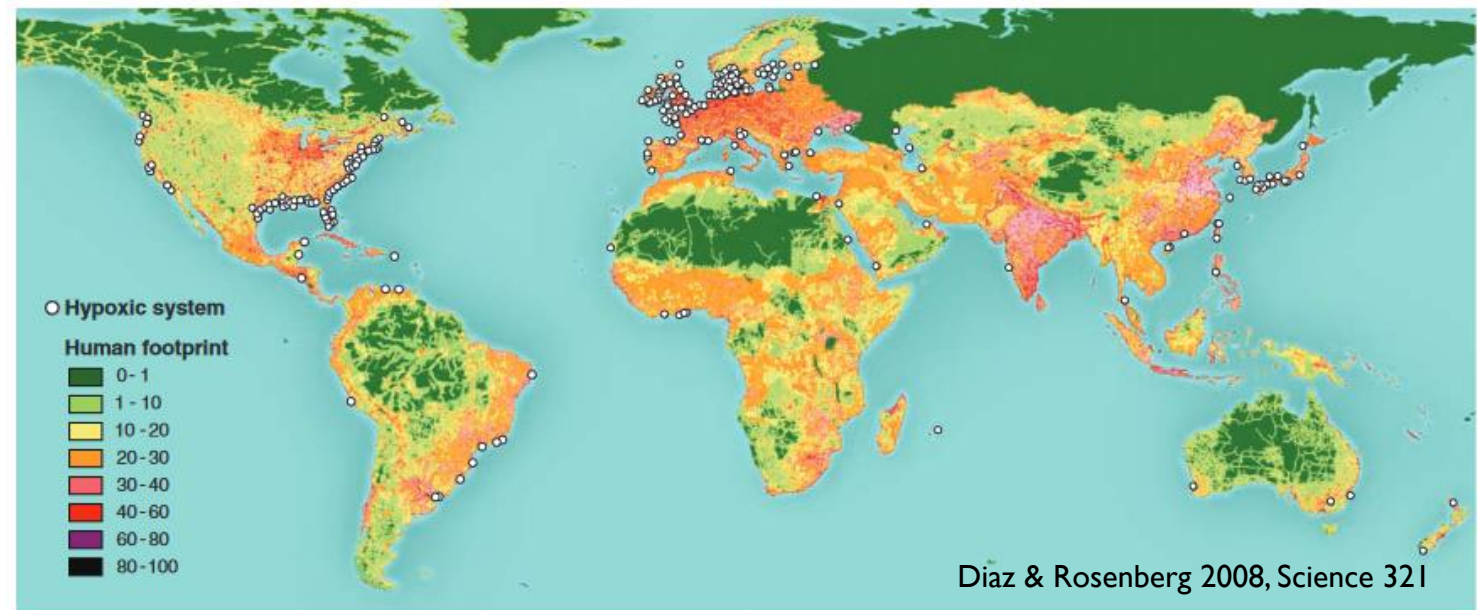 Hypoxic system
Human footprint
0-1
1-10
10-20
20-30
30-40
40-60
60-80
80-100
Diaz & Rosenberg 2008, Science 321